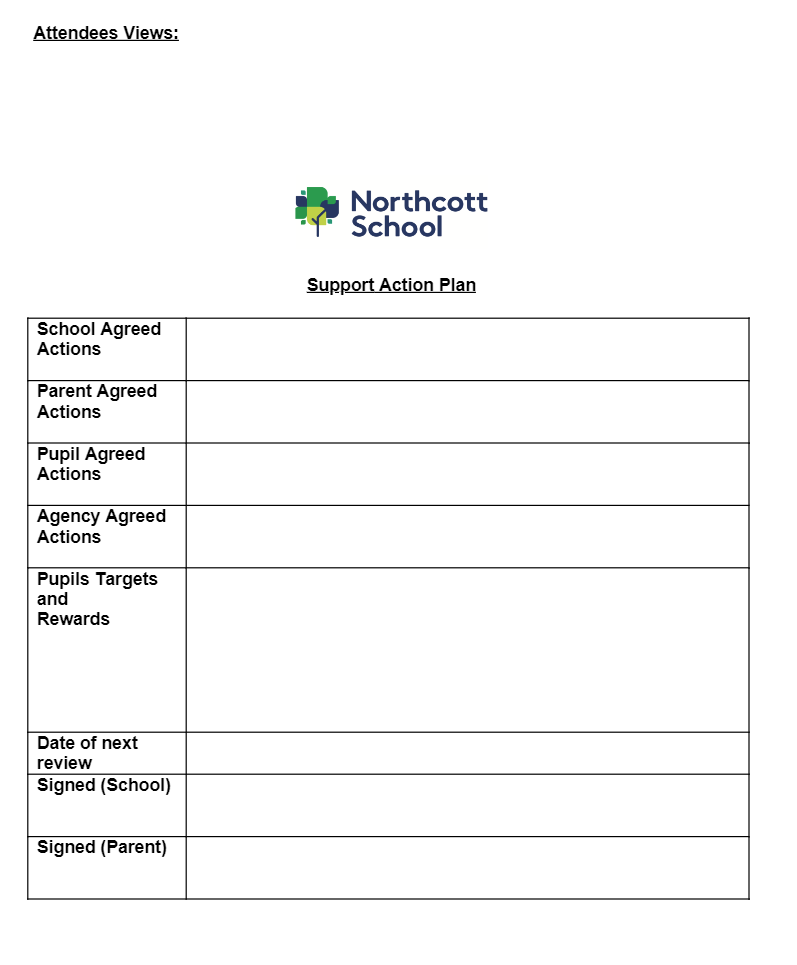 Attendees Views:
Northcott
School
Support Action Plan
School Agreed
Actions
Parent Agreed
Actions
Pupil Agreed
Actions
Agency Agreed
Actions
Pupils Targets
and
Rewards
Date of next
review
Signed (School)
Signed (Parent)